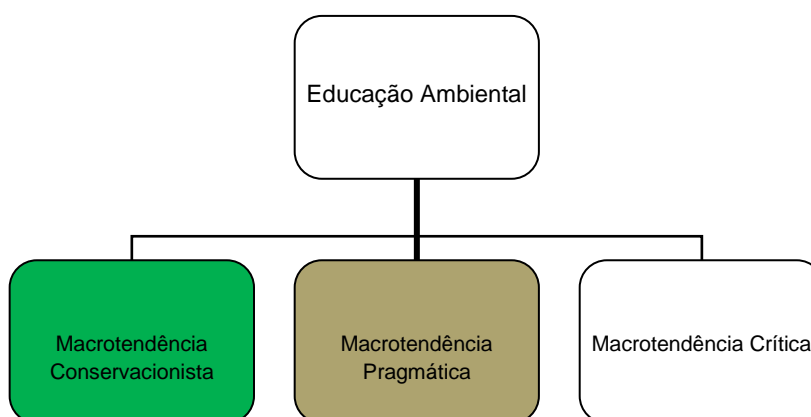 Educação Ambiental
Macrotendência
Conservacionista
Macrotendência
Pragmática
Macrotendência Crítica